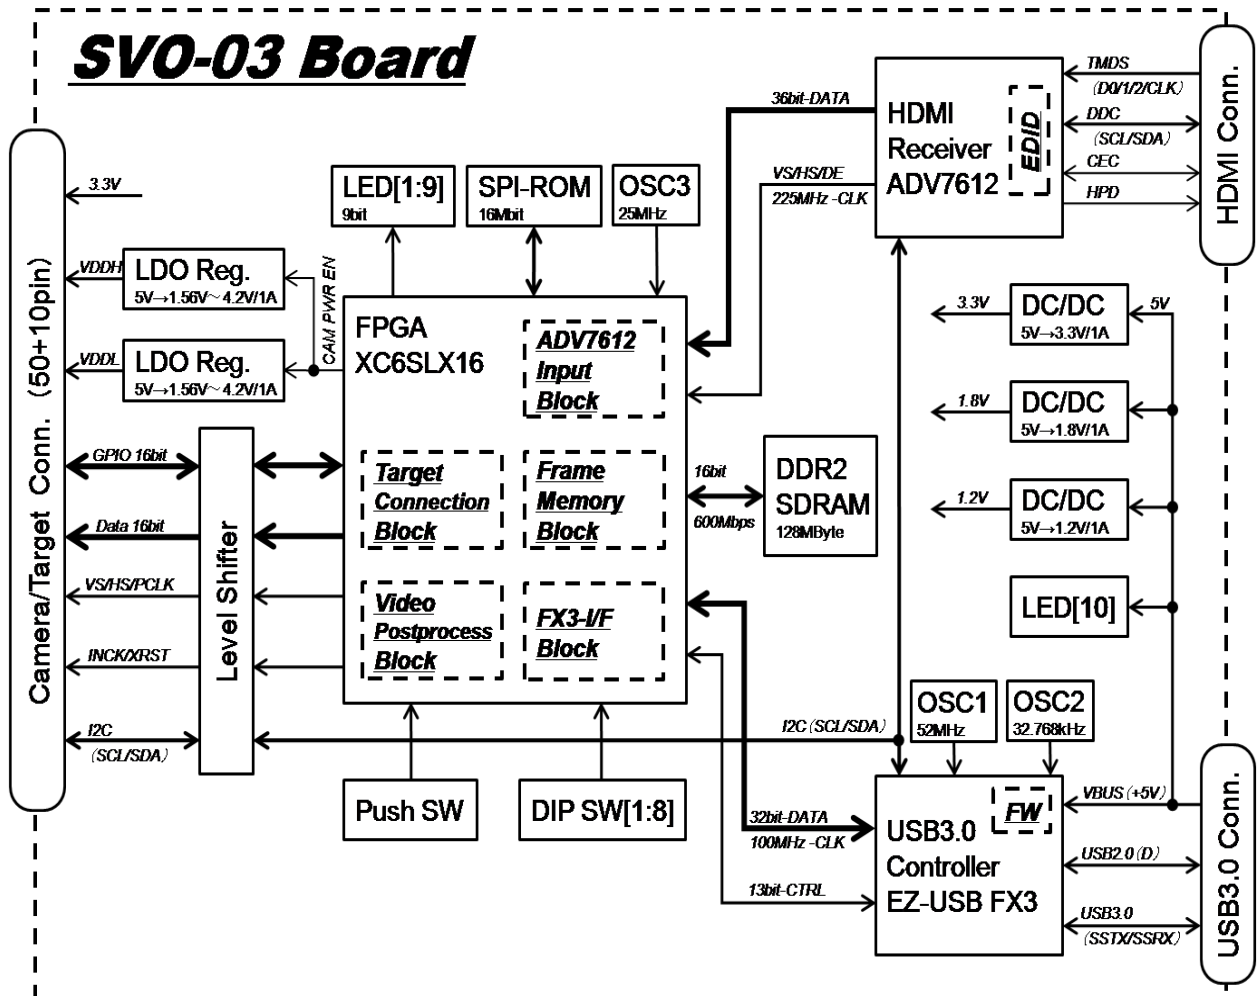 SVO-03 Board
Camera/Target Conn. (50+10pin)
3.3V
VDDH
LDO Reg.
5V→1.56V~4.2V/1A
VDDL
LDO Reg.
5V→1.56V~4.2V/1A
CAM PWR EN
GPIO 16bit
Data 16bit
VS/HS/PCLK
INCK/XRST
I2C
(SCL/SDA)
Level Shifter
LED[1:9]
9bit
SPI-ROM
16Mbit
OSC3
25MHz
FPGA
XC6SLX16
ADV7612
Input
Block
Target
Connection
Block
Frame
Memory
Block
Video
Postprocess
Block
FX3-I/F
Block
Push SW
DIP SW[1:8]
36bit-DATA
VS/HS/DE
225MHz-CLK
16bit
600Mbps
DDR2
SDRAM
128MByte
I2C (SCL/SDA)
32bit-DATA
100MHz-CLK
13bit-CTRL
HDMI
Receiver
ADV7612
EDID
TMDS
(D0/1/2/CLK)
DDC
(SCL/SDA)
CEC
HPD
HDMI Conn.
3.3V
DC/DC
5V→3.3V/1A
5V
1.8V
DC/DC
5V→1.8V/1A
1.2V
DC/DC
5V→1.2V/1A
LED[10]
OSC1
52MHz
OSC2
32.768kHz
FW
USB3.0
Controller
EZ-USB FX3
VBUS (+5V)
USB2.0 (D)
USB3.0
(SSTX/SSRX)
USB3.0 Conn.